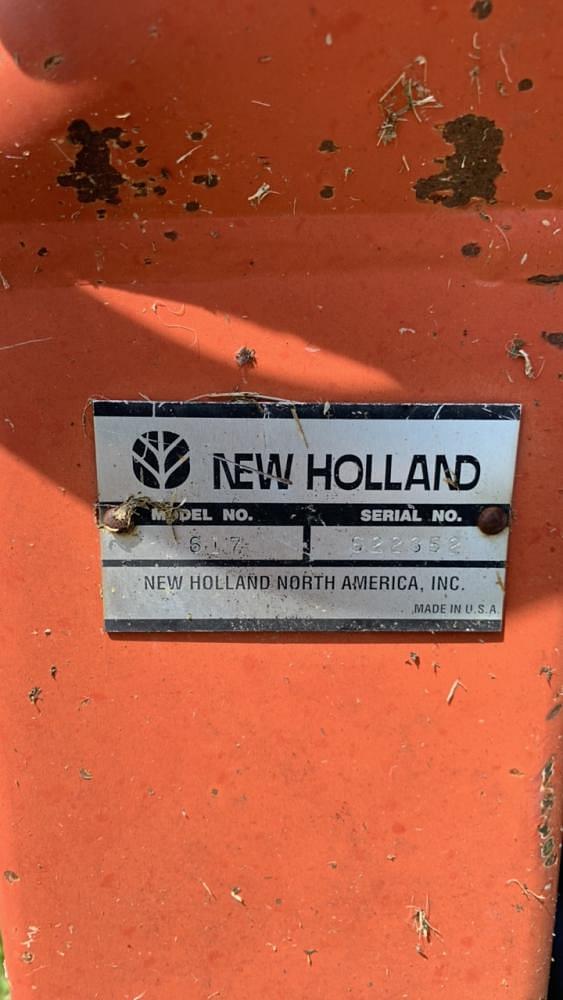 NEW HOLLAND
MODEL NO. SERIAL NO.
617
NEW HOLLAND NORTH AMERICA, INC.
MADE IN U.S.A.